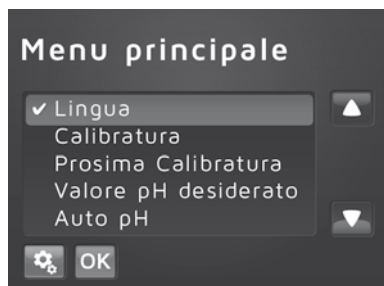 Menu principale
Lingua
Calibratura
Prosima Calibratura
Valore pH desiderato
Auto pH
OK